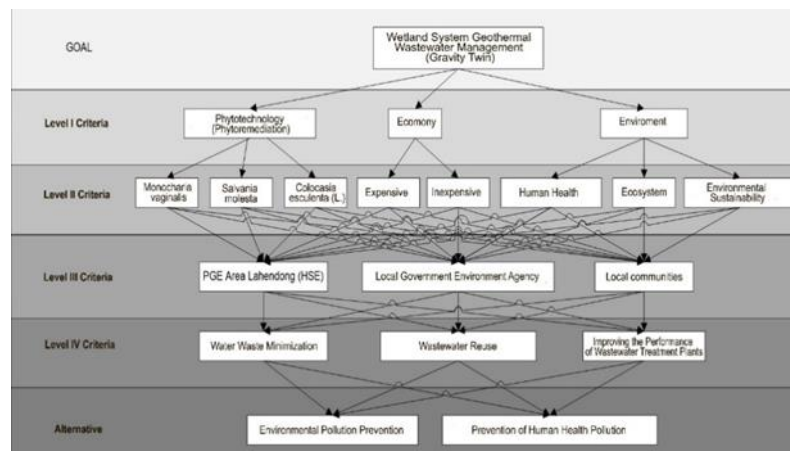 GOAL
Wetland System Geothermal
Wastewater Management
(Gravity Twin)
Level I Criteria
Phytotechnology
(Phytoremediation)
Ecomony
Enviroment
Level II Criteria
Monocharia
vaginalis
Salvania
molesta
Colocasia
esculenta (L.)
Expensive
Inexpensive
Human Health
Ecosystem
Environmental
Sustainability
Level III Criteria
PGE Area Lahendong (HSE)
Local Government Environment Agency
Local communities
Level IV Criteria
Water Waste Minimization
Wastewater Reuse
Improving the Performance
of Wastewater Treatment Plants
Alternative
Environmental Pollution Prevention
Prevention of Human Health Pollution